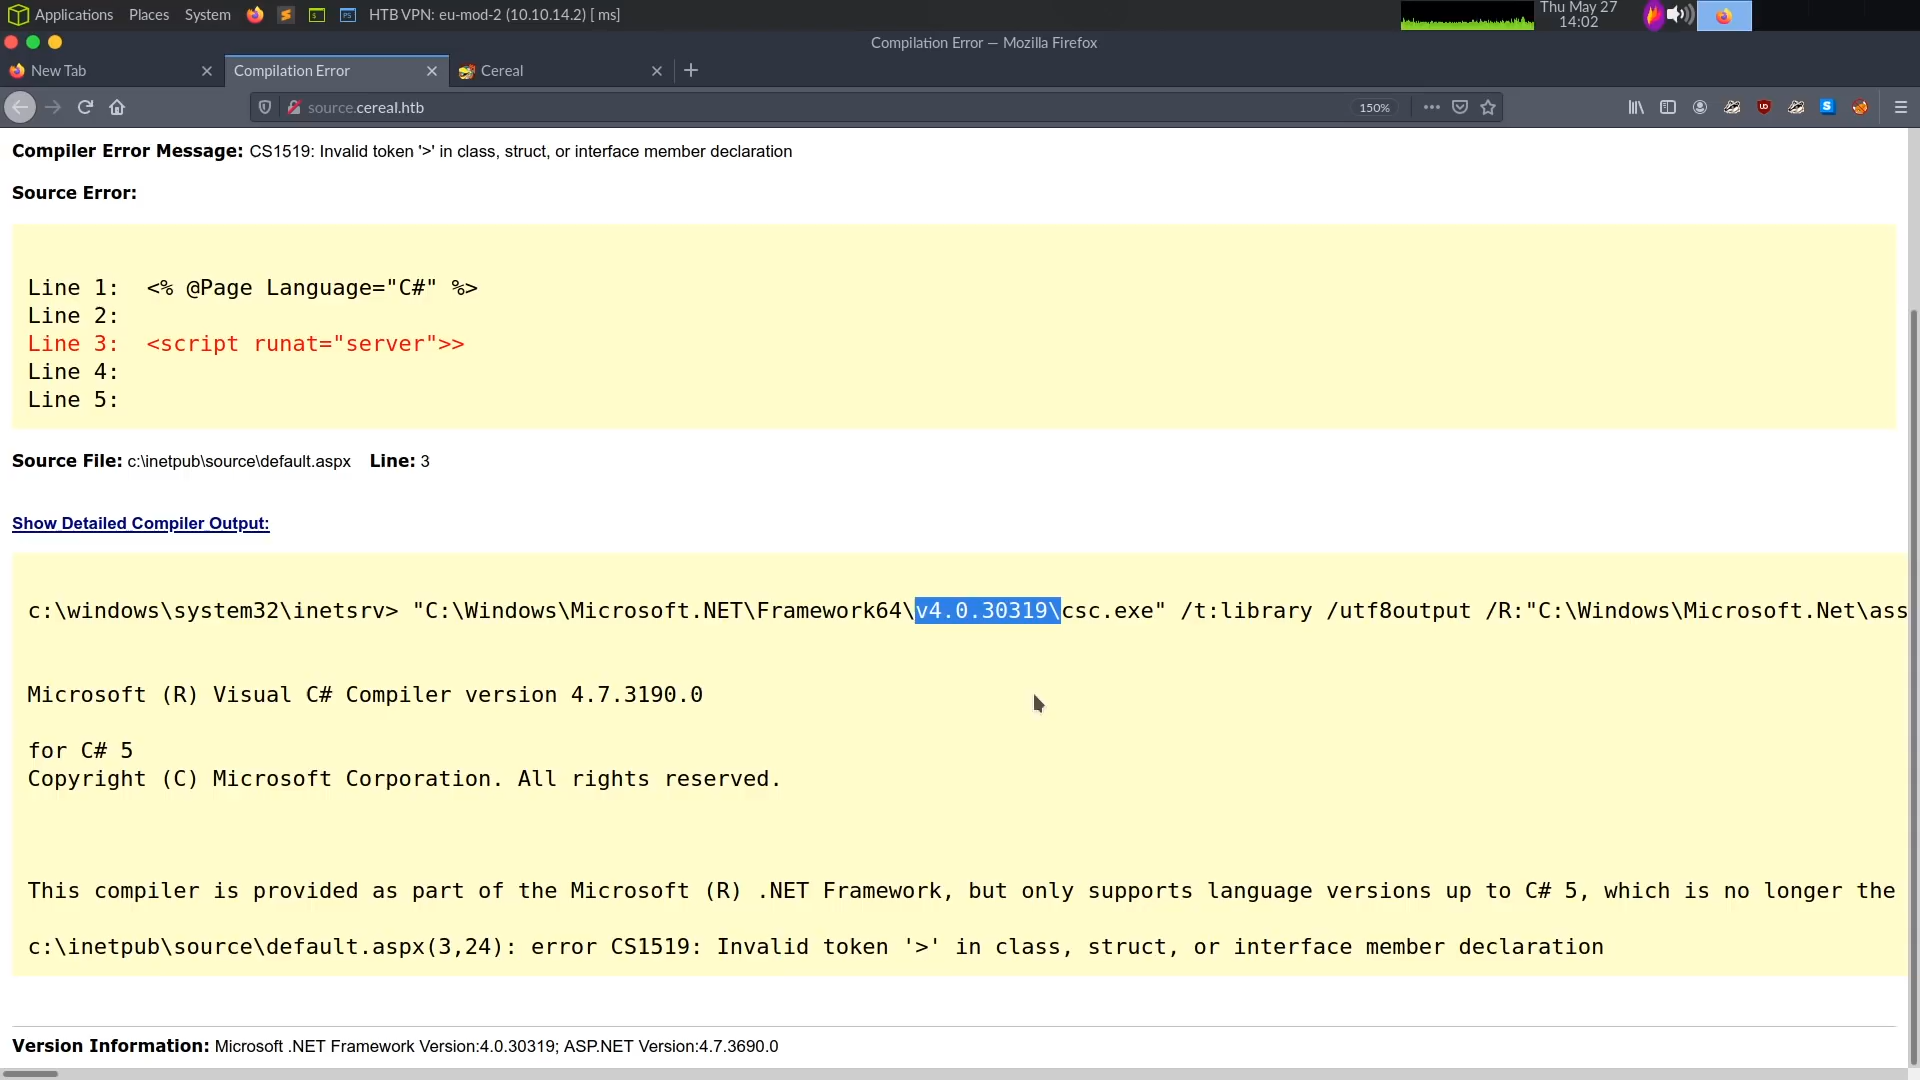 Applications Places System HTB VPN: eu-mod-2 (10.10.14.2) [ ms] Thu May 27
14:02
Compilation Error — Mozilla Firefox
New Tab Compilation Error Cereal
source.cereal.htb 150%
Compiler Error Message: CS1519: Invalid token '>' in class, struct, or interface member declaration
Source Error:
Line 1:  <% @Page Language="C#" %>
Line 2:
Line 3:  <script runat="server">>
Line 4:
Line 5:
Source File: c:\inetpub\source\default.aspx    Line: 3
Show Detailed Compiler Output:
c:\windows\system32\inetsrv> "C:\Windows\Microsoft.NET\Framework64\v4.0.30319\csc.exe" /t:library /utf8output /R:"C:\Windows\Microsoft.Net\ass
Microsoft (R) Visual C# Compiler version 4.7.3190.0
for C# 5
Copyright (C) Microsoft Corporation. All rights reserved.
This compiler is provided as part of the Microsoft (R) .NET Framework, but only supports language versions up to C# 5, which is no longer the
c:\inetpub\source\default.aspx(3,24): error CS1519: Invalid token '>' in class, struct, or interface member declaration
Version Information: Microsoft .NET Framework Version:4.0.30319; ASP.NET Version:4.7.3690.0